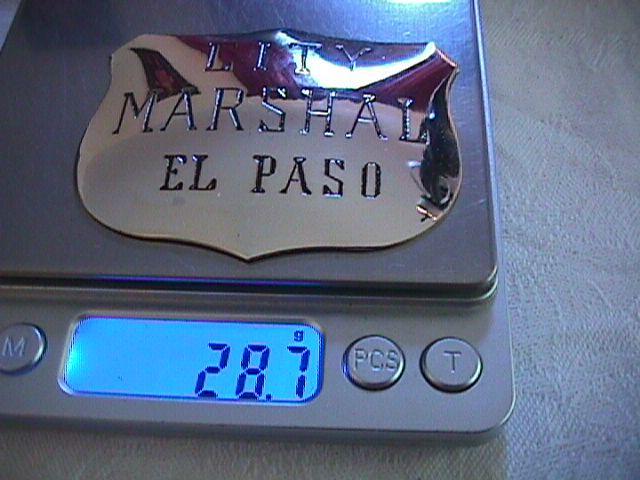 CITY
MARSHAL
EL PASO
28.7 g
M
PCS
T